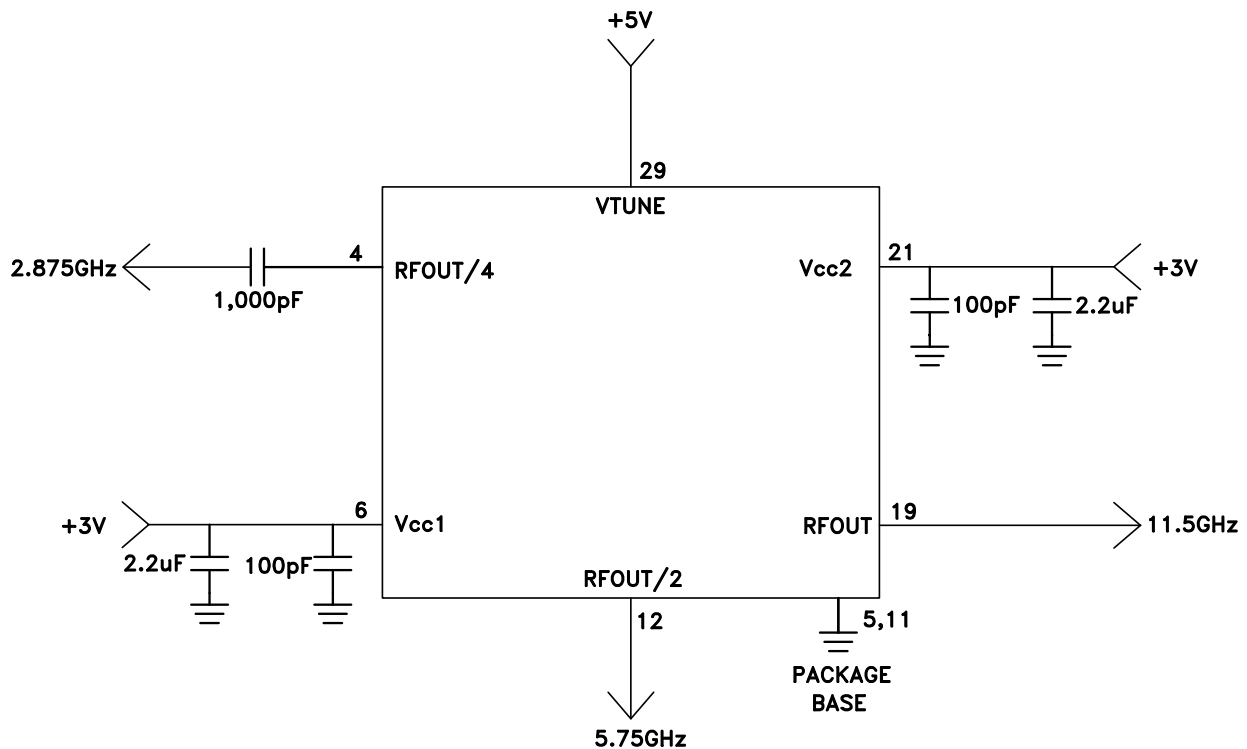 +5V
29
VTUNE
2.875GHz
4
RFOUT/4
1,000pF
Vcc2
21
+3V
100pF
2.2uF
+3V
6
Vcc1
2.2uF
100pF
RFOUT
19
11.5GHz
RFOUT/2
12
5,11
PACKAGE
BASE
5.75GHz